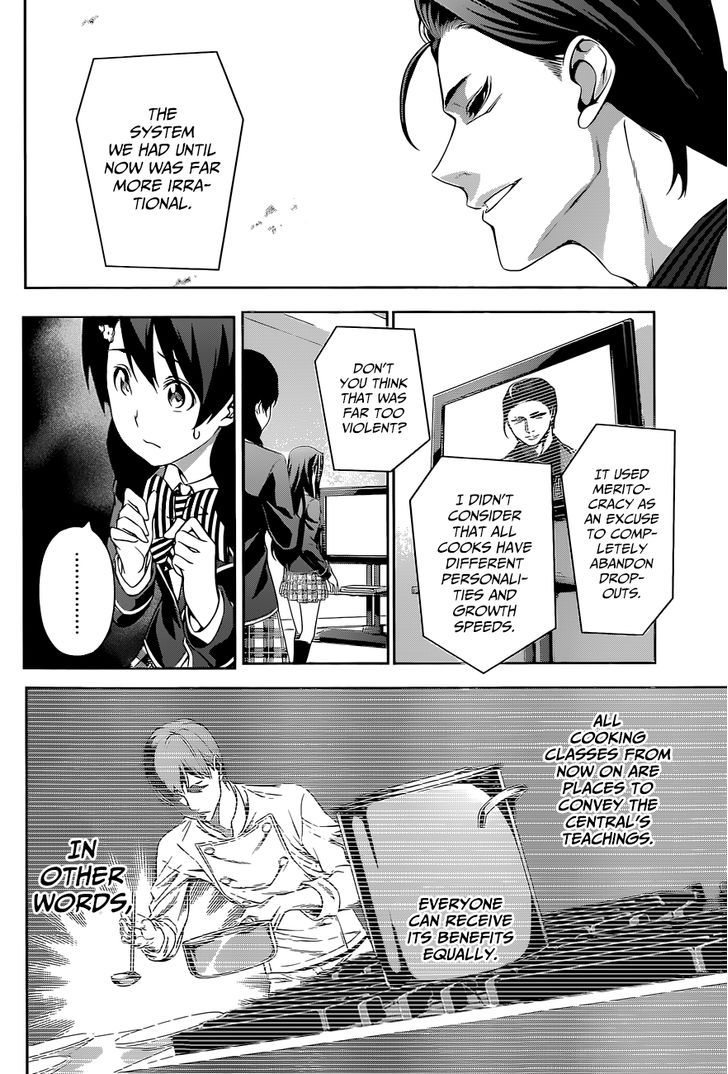 THE
SYSTEM
WE HAD UNTIL
NOW WAS FAR
MORE IRRA-
TIONAL.
IT USED
MERITO-
CRACY AS
AN EXCUSE
TO COMP-
LETELY
ABANDON
DROP-
OUTS.
I DIDN'T
CONSIDER
THAT ALL
COOKS HAVE
DIFFERENT
PERSONALI-
TIES AND
GROWTH
SPEEDS.
DON'T
YOU THINK
THAT WAS
FAR TOO
VIOLENT?
.........
ALL
COOKING
CLASSES FROM
NOW ON ARE
PLACES TO
CONVEY THE
CENTRAL'S
TEACHINGS.
EVERYONE
CAN RECEIVE
ITS BENEFITS
EQUALLY.
IN
OTHER
WORDS,